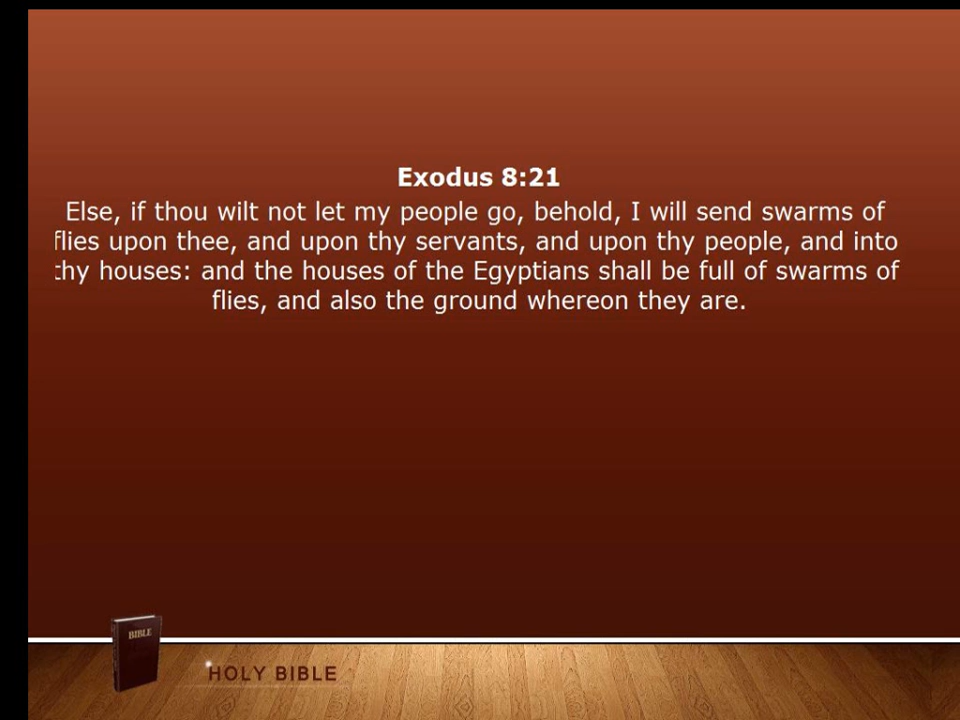 Exodus 8:21
Else, if thou wilt not let my people go, behold, I will send swarms of
flies upon thee, and upon thy servants, and upon thy people, and into
thy houses: and the houses of the Egyptians shall be full of swarms of
flies, and also the ground whereon they are.
BIBLE
HOLY BIBLE